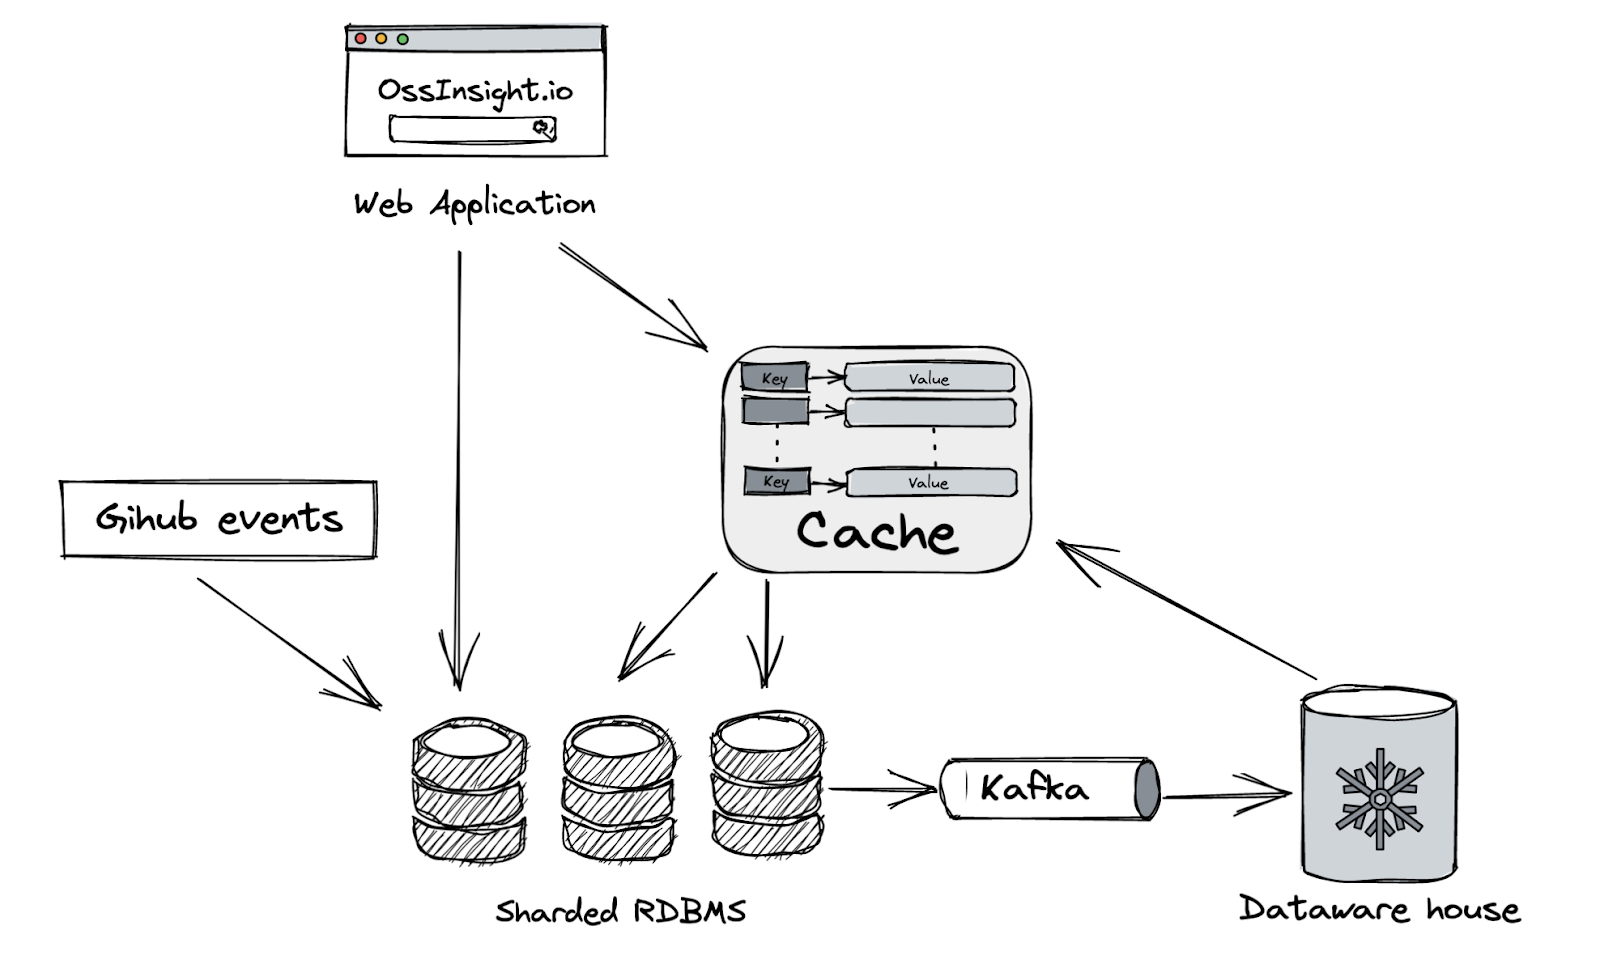 OssInsight.io
Web Application
Key
Value
Key
Value
Cache
Gihub events
Kafka
Sharded RDBMS
Dataware house